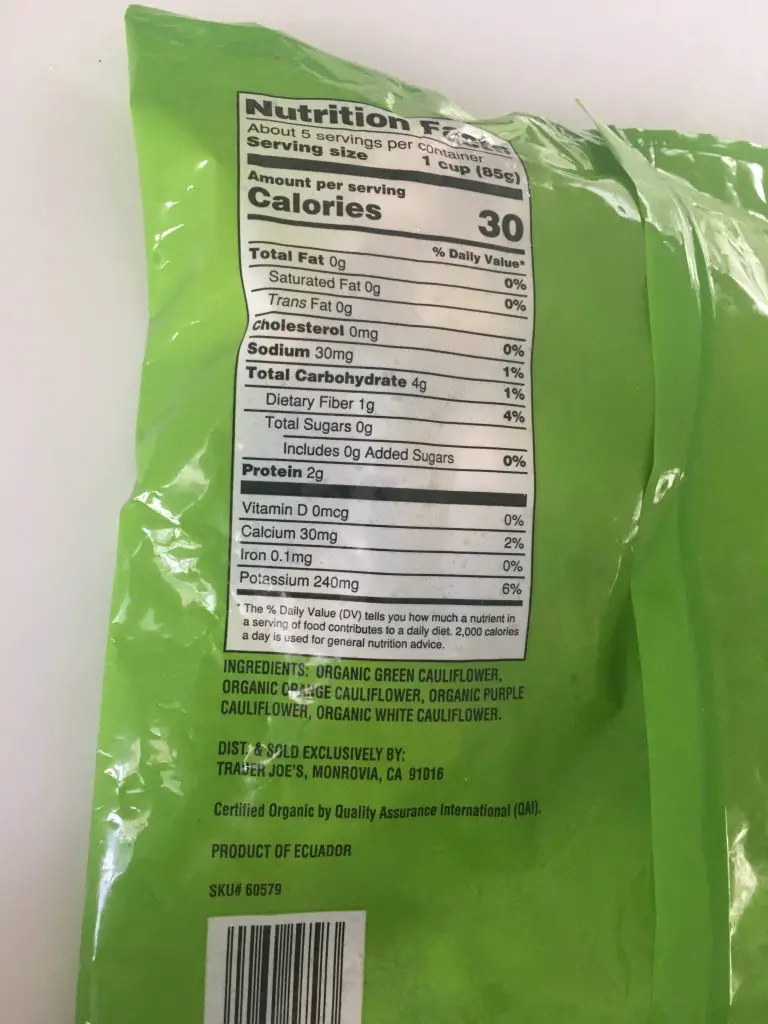 Nutrition Facts
About 5 servings per container
Serving size 1 cup (85g)
Amount per serving
Calories 30
% Daily Value*
Total Fat 0g 0%
Saturated Fat 0g 0%
Trans Fat 0g
Cholesterol 0mg 0%
Sodium 30mg 1%
Total Carbohydrate 4g 1%
Dietary Fiber 1g 4%
Total Sugars 0g
Includes 0g Added Sugars 0%
Protein 2g
Vitamin D 0mcg 0%
Calcium 30mg 2%
Iron 0.1mg 0%
Potassium 240mg 6%
* The % Daily Value (DV) tells you how much a nutrient in
a serving of food contributes to a daily diet. 2,000 calories
a day is used for general nutrition advice.
INGREDIENTS: ORGANIC GREEN CAULIFLOWER,
ORGANIC ORANGE CAULIFLOWER, ORGANIC PURPLE
CAULIFLOWER, ORGANIC WHITE CAULIFLOWER.
DIST. & SOLD EXCLUSIVELY BY:
TRADER JOE'S, MONROVIA, CA 91016
Certified Organic by Quality Assurance International (QAI).
PRODUCT OF ECUADOR
SKU# 60579